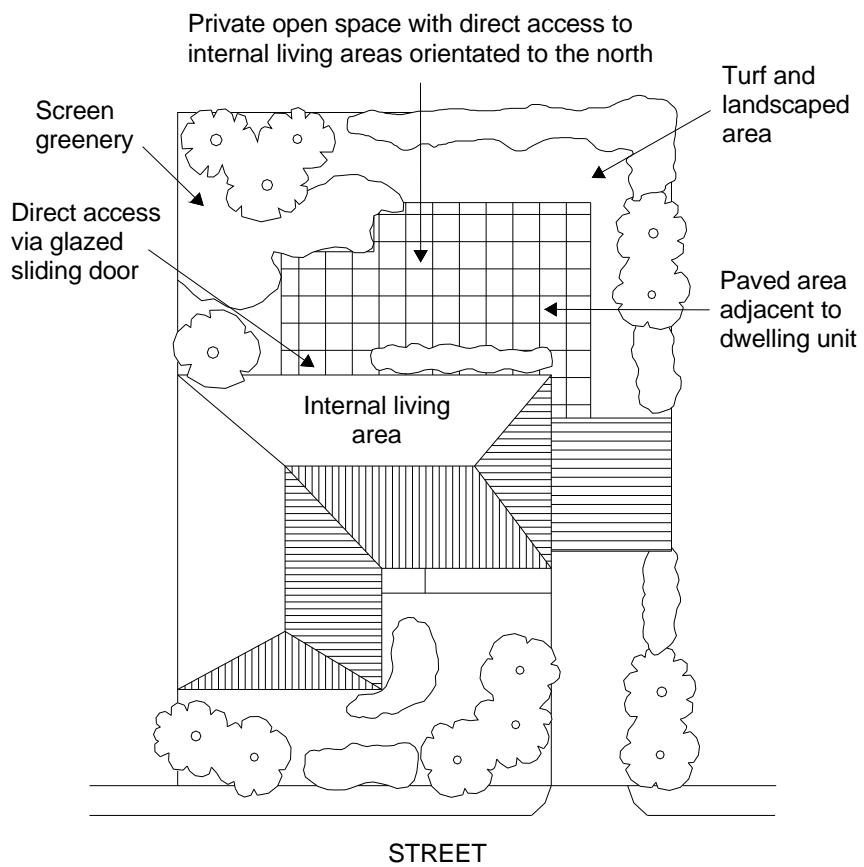 Private open space with direct access to
internal living areas orientated to the north
Turf and
landscaped
area
Screen
greenery
Direct access
via glazed
sliding door
Paved area
adjacent to
dwelling unit
Internal living
area
STREET